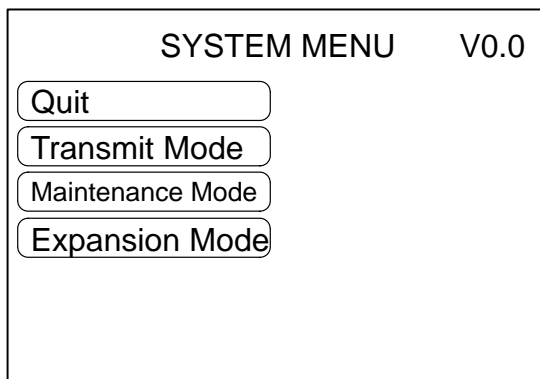 SYSTEM MENU V0.0
Quit
Transmit Mode
Maintenance Mode
Expansion Mode